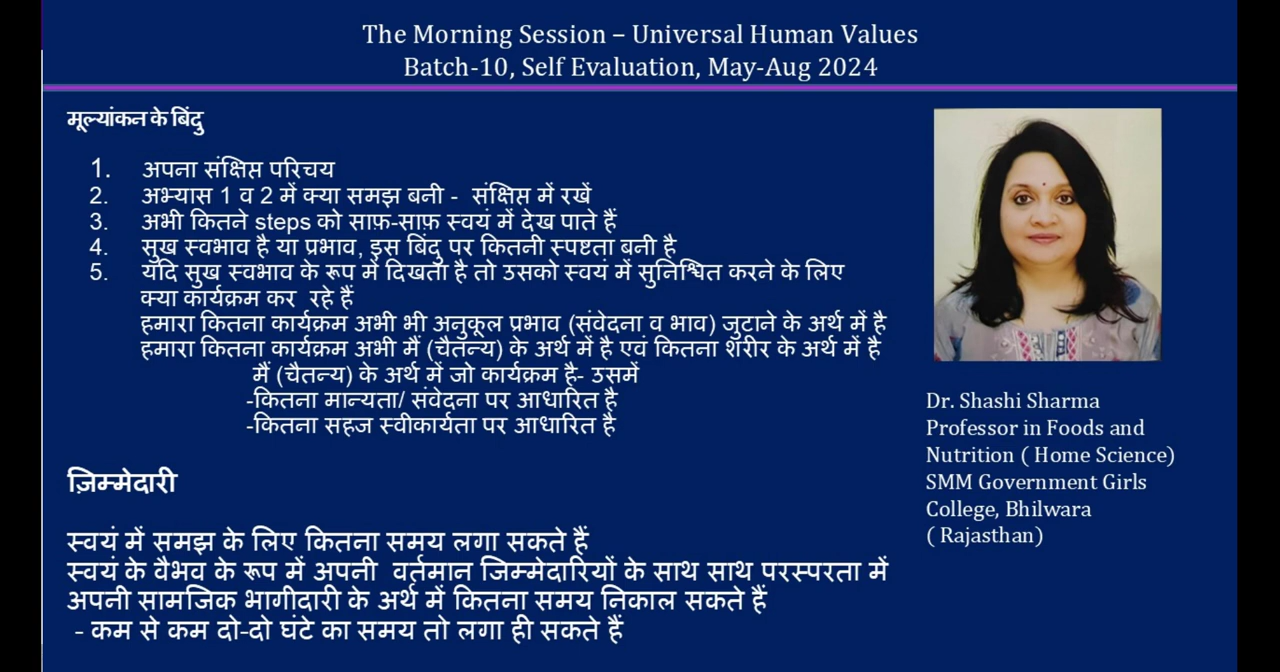 The Morning Session – Universal Human Values
Batch-10, Self Evaluation, May-Aug 2024
मूल्यांकन के बिंदु
1. अपना संक्षिप्त परिचय
2. अभ्यास 1 व 2 में क्या समझ बनी - संक्षिप्त में रखें
3. अभी कितने steps को साफ़-साफ़ स्वयं में देख पाते हैं
4. सुख स्वभाव है या प्रभाव, इस बिंदु पर कितनी स्पष्टता बनी है
5. यदि सुख स्वभाव के रूप में दिखता है तो उसको स्वयं में सुनिश्चित करने के लिए
क्या कार्यक्रम कर रहे हैं
हमारा कितना कार्यक्रम अभी भी अनुकूल प्रभाव (संवेदना व भाव) जुटाने के अर्थ में है
हमारा कितना कार्यक्रम अभी मैं (चैतन्य) के अर्थ में है एवं कितना शरीर के अर्थ में है
मैं (चैतन्य) के अर्थ में जो कार्यक्रम है- उसमें
-कितना मान्यता/ संवेदना पर आधारित है
-कितना सहज स्वीकार्यता पर आधारित है
ज़िम्मेदारी
स्वयं में समझ के लिए कितना समय लगा सकते हैं
स्वयं के वैभव के रूप में अपनी वर्तमान जिम्मेदारियों के साथ साथ परस्परता में
अपनी सामजिक भागीदारी के अर्थ में कितना समय निकाल सकते हैं
- कम से कम दो-दो घंटे का समय तो लगा ही सकते हैं
Dr. Shashi Sharma
Professor in Foods and
Nutrition ( Home Science)
SMM Government Girls
College, Bhilwara
( Rajasthan)